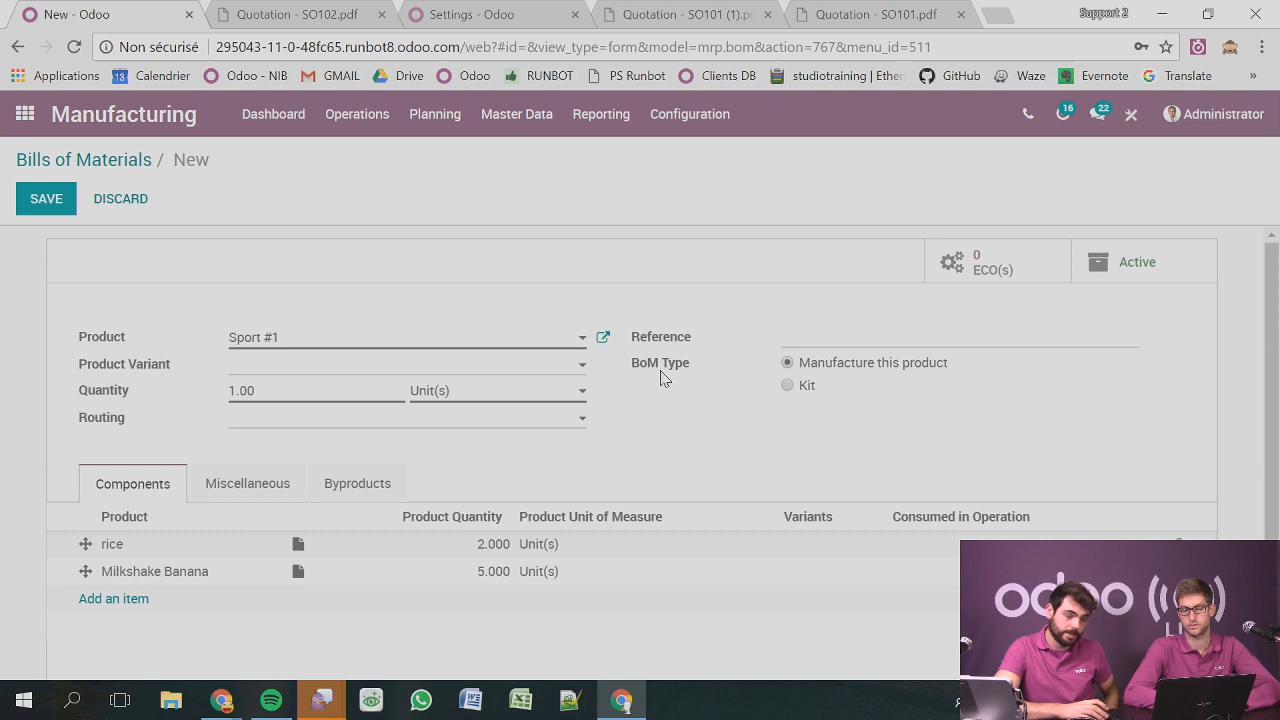 New - Odoo
Quotation - SO102.pdf
Settings - Odoo
Quotation - SO101 (1).p
Quotation - SO101.pdf
Support 2
Non sécurisé
295043-11-0-48fc65.runbot8.odoo.com/web?#id=&view_type=form&model=mrp.bom&action=767&menu_id=511
Applications
13
Calendrier
Odoo - NIB
GMAIL
Drive
Odoo
RUNBOT
PS Runbot
Clients DB
studiotraining | Ether
GitHub
Waze
Evernote
Translate
»
Manufacturing
Dashboard
Operations
Planning
Master Data
Reporting
Configuration
16
22
Administrator
Bills of Materials / New
SAVE
DISCARD
0
ECO(s)
Active
Product
Sport #1
Reference
Product Variant
BoM Type
Manufacture this product
Quantity
1.00
Unit(s)
Kit
Routing
Components
Miscellaneous
Byproducts
Product
Product Quantity
Product Unit of Measure
Variants
Consumed in Operation
rice
2.000
Unit(s)
Milkshake Banana
5.000
Unit(s)
Add an item
odoo
LI
odoo